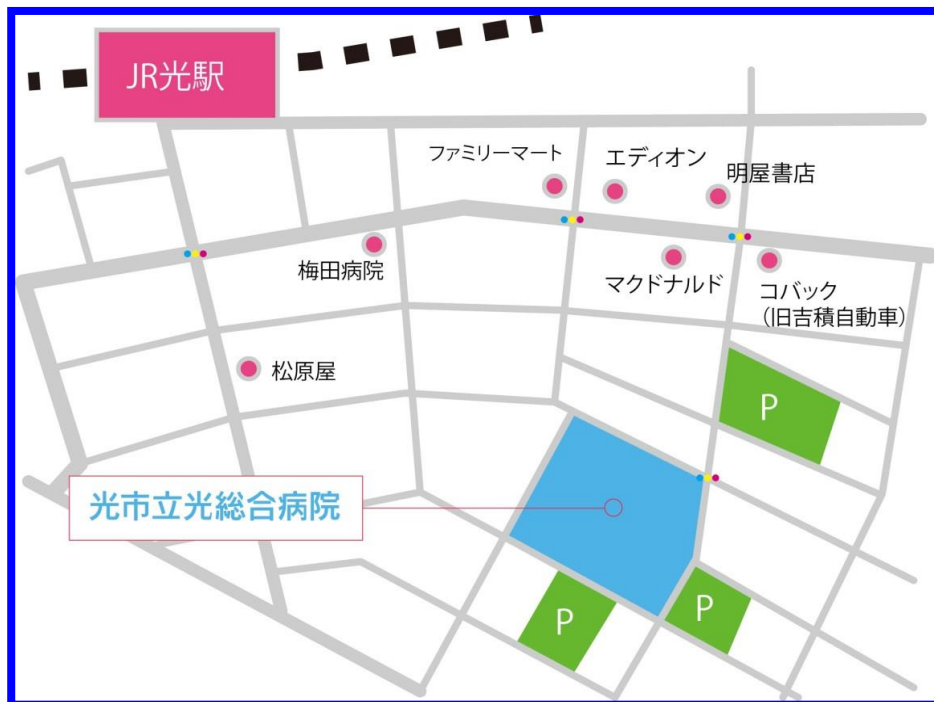 JR光駅
ファミリーマート
エディオン
明屋書店
梅田病院
マクドナルド
コバック
（旧吉積自動車）
松原屋
P
光市立光総合病院
P
P